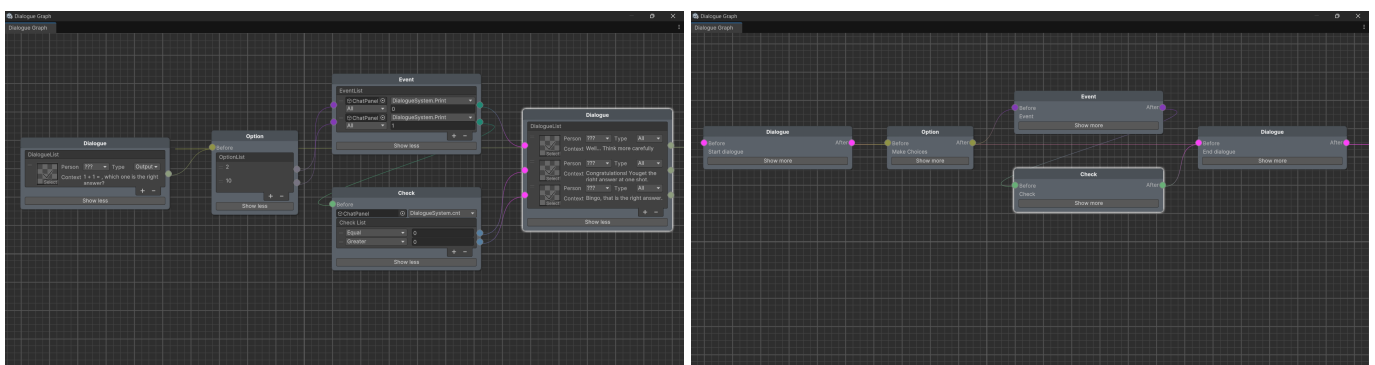 Dialogue Graph
Dialogue Graph
Dialogue
DialogueList
Person ??? Type Output
Context 1 + 1 = , which one is the right
answer?
Select
+ −
Show less
Option
Before
OptionList
2
10
+ −
Show less
Event
EventList
ChatPanel DialogueSystem.Print
All 0
ChatPanel DialogueSystem.Print
All 1
+ −
Show less
Check
Before
ChatPanel DialogueSystem.cnt
Check List
Equal 0
Greater 0
+ −
Show less
Dialogue
DialogueList
Person ??? Type All
Select Context Well... Think more carefully
Person ??? Type All
Context Congratulations! Youget the
Select right answer at one shot.
Person ??? Type All
Select Context Bingo, that is the right answer.
+ −
Show less
Dialogue Graph
Dialogue Graph
Dialogue
Before After
Start dialogue
Show more
Option
Before After
Make Choices
Show more
Event
Before After
Event
Show more
Check
Before After
Check
Show more
Dialogue
Before After
End dialogue
Show more